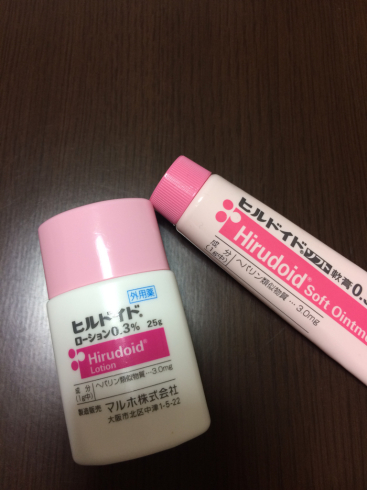 外用薬
ヒルドイド®
ローション0.3% 25g
Hirudoid®
Lotion
成分(1g中) ヘパリン類似物質…3.0mg
製造販売 マルホ株式会社
大阪市北区中津1-5-22
ヒルドイド®ソフト軟膏0.
Hirudoid® Soft Ointm
成分(1g中) ヘパリン類似物質…3.0mg